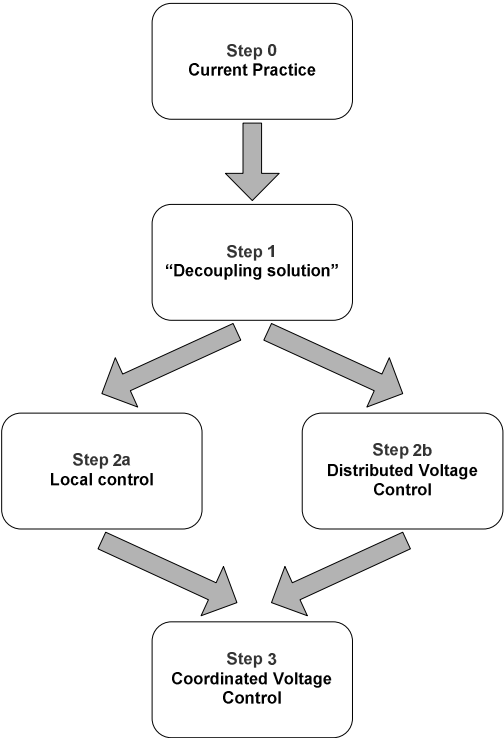 Step 0
Current Practice
Step 1
“Decoupling solution”
Step 2a
Local control
Step 2b
Distributed Voltage
Control
Step 3
Coordinated Voltage
Control